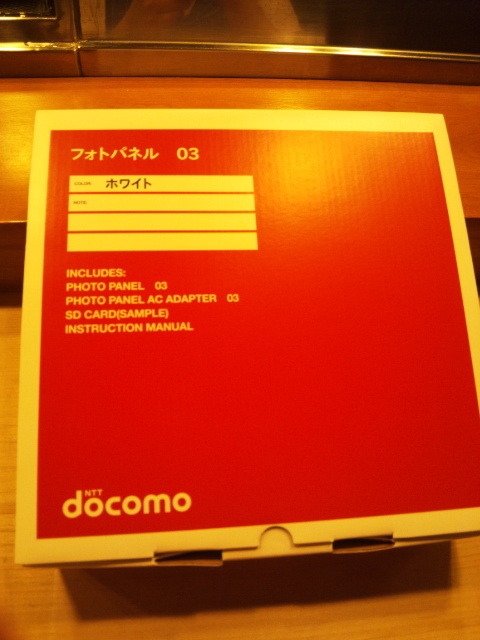 フォトパネル 03
COLOR: ホワイト
NOTE:
INCLUDES:
PHOTO PANEL 03
PHOTO PANEL AC ADAPTER 03
SD CARD(SAMPLE)
INSTRUCTION MANUAL
NTT
docomo